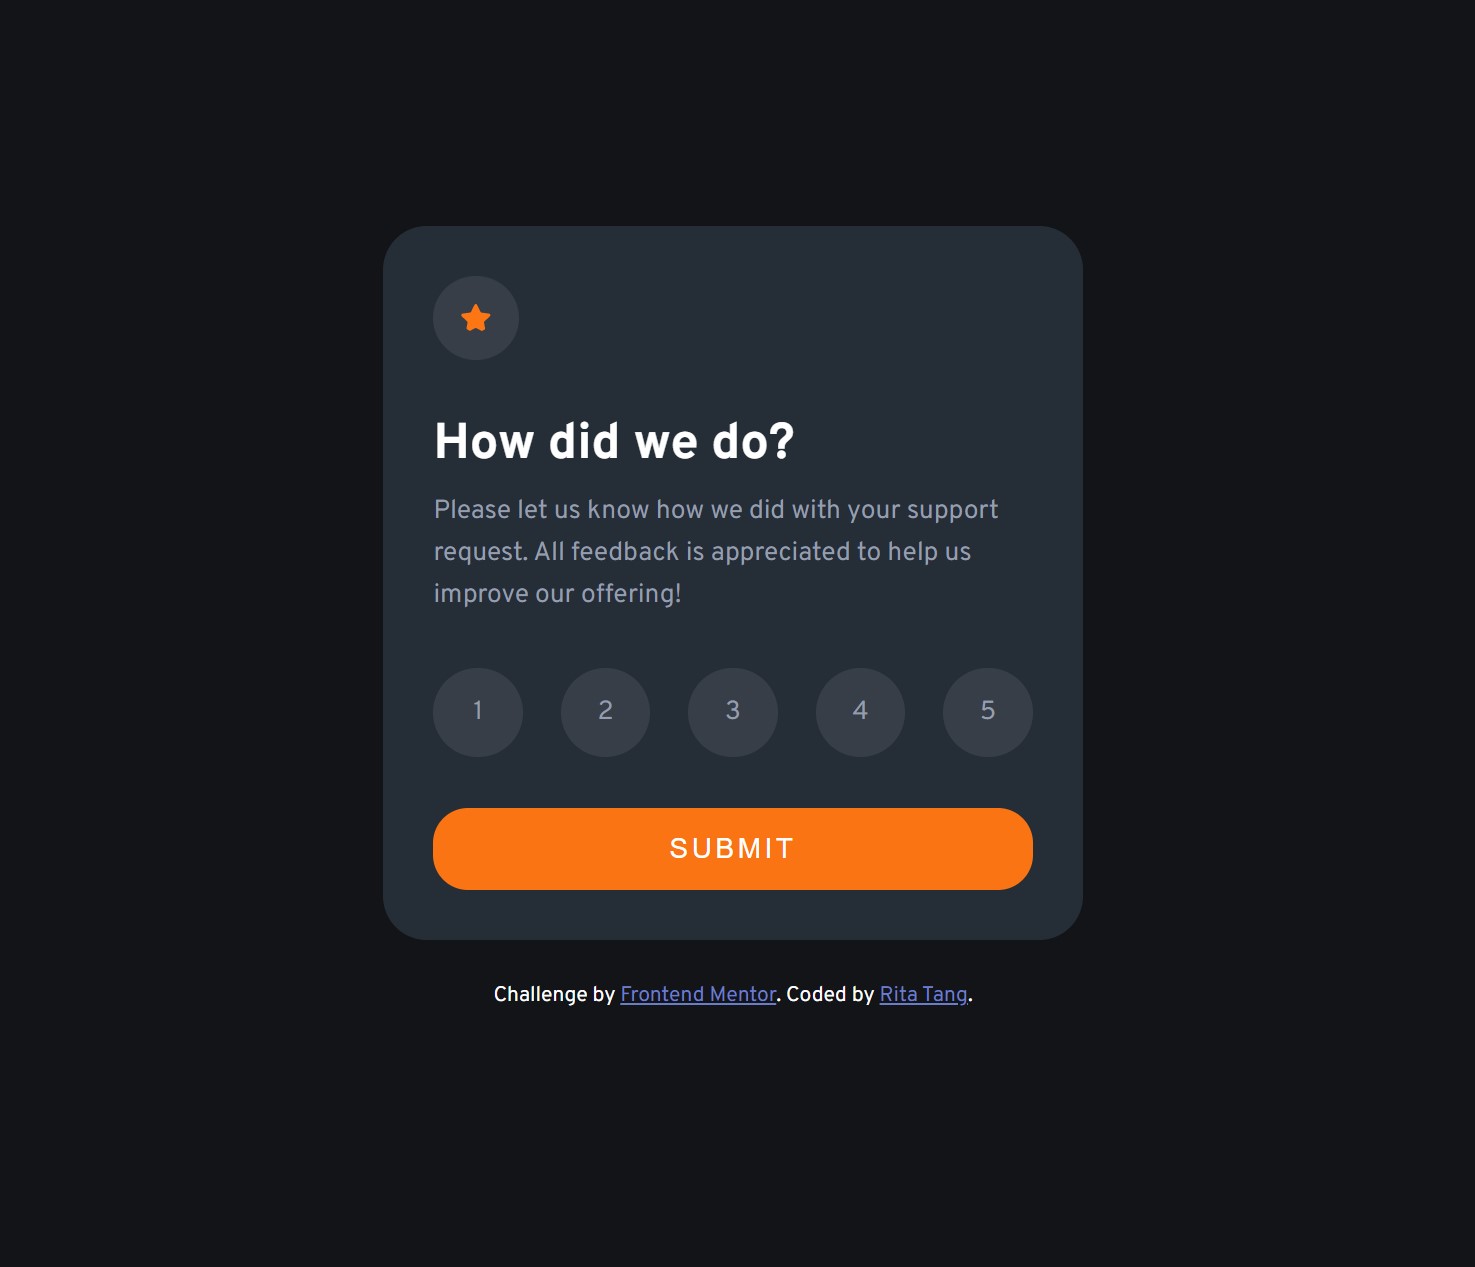 How did we do?
Please let us know how we did with your support
request. All feedback is appreciated to help us
improve our offering!
1 2 3 4 5
SUBMIT
Challenge by Frontend Mentor. Coded by Rita Tang.